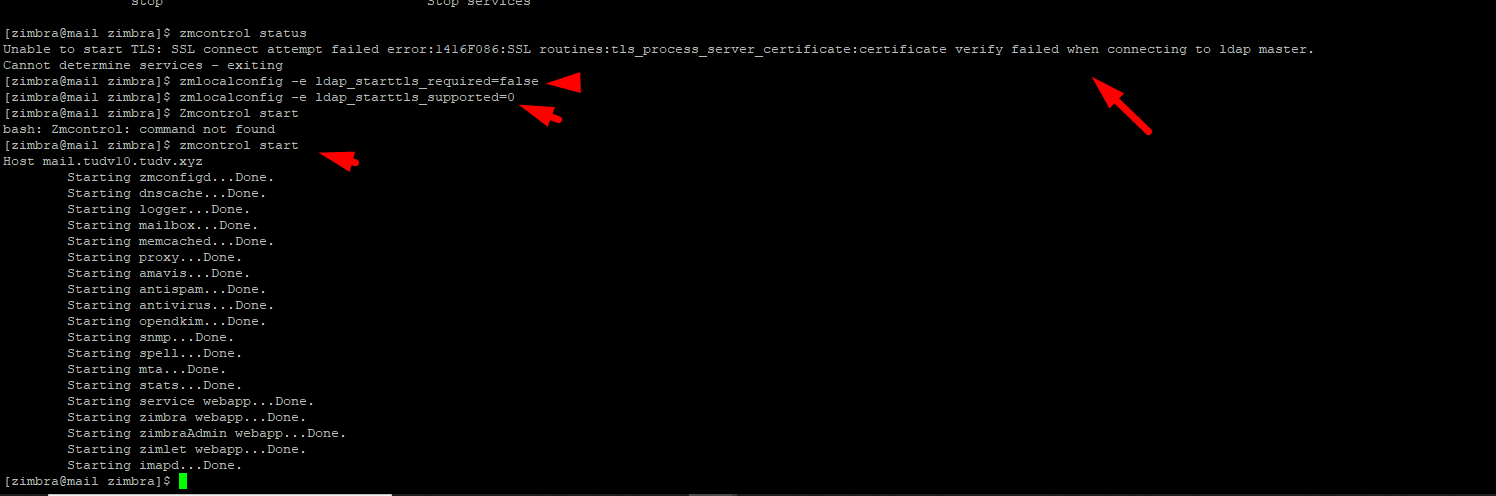 stop Stop services
[zimbra@mail zimbra]$ zmcontrol status
Unable to start TLS: SSL connect attempt failed error:1416F086:SSL routines:tls_process_server_certificate:certificate verify failed when connecting to ldap master.
Cannot determine services - exiting
[zimbra@mail zimbra]$ zmlocalconfig -e ldap_starttls_required=false
[zimbra@mail zimbra]$ zmlocalconfig -e ldap_starttls_supported=0
[zimbra@mail zimbra]$ Zmcontrol start
bash: Zmcontrol: command not found
[zimbra@mail zimbra]$ zmcontrol start
Host mail.tudv10.tudv.xyz
Starting zmconfigd...Done.
Starting dnscache...Done.
Starting logger...Done.
Starting mailbox...Done.
Starting memcached...Done.
Starting proxy...Done.
Starting amavis...Done.
Starting antispam...Done.
Starting antivirus...Done.
Starting opendkim...Done.
Starting snmp...Done.
Starting spell...Done.
Starting mta...Done.
Starting stats...Done.
Starting service webapp...Done.
Starting zimbra webapp...Done.
Starting zimbraAdmin webapp...Done.
Starting zimlet webapp...Done.
Starting imapd...Done.
[zimbra@mail zimbra]$